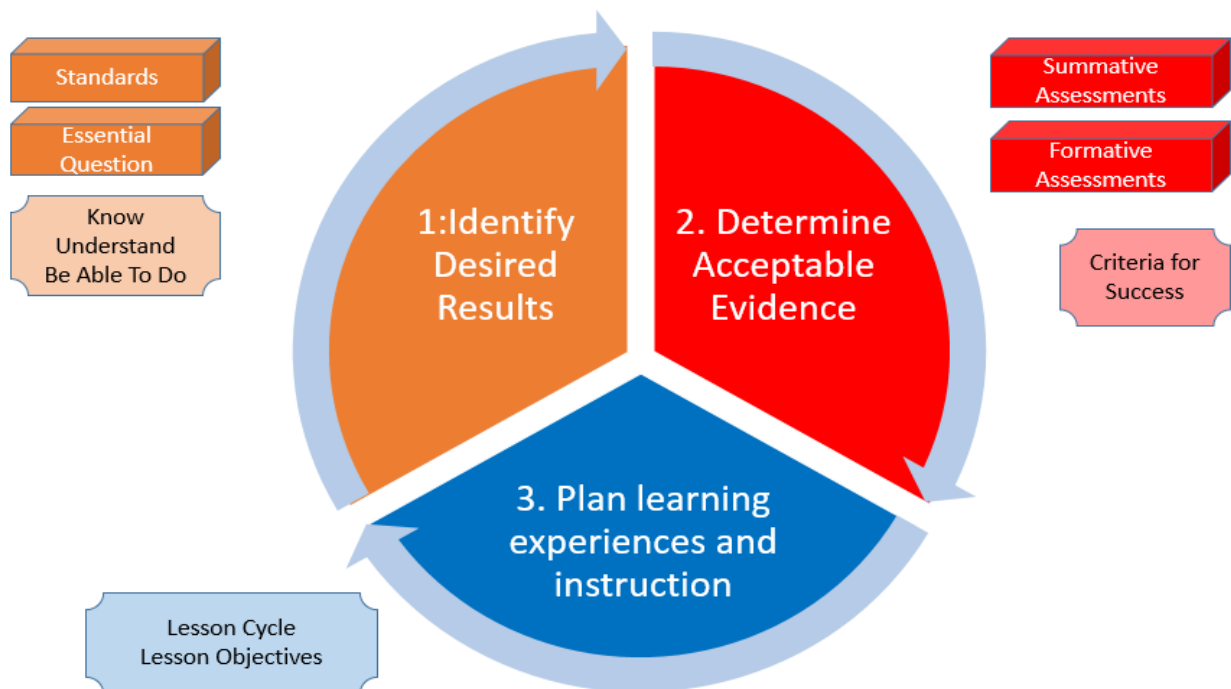 Standards
Essential
Question
Know
Understand
Be Able To Do
1:Identify
Desired
Results
2. Determine
Acceptable
Evidence
Summative
Assessments
Formative
Assessments
Criteria for
Success
3. Plan learning
experiences and
instruction
Lesson Cycle
Lesson Objectives